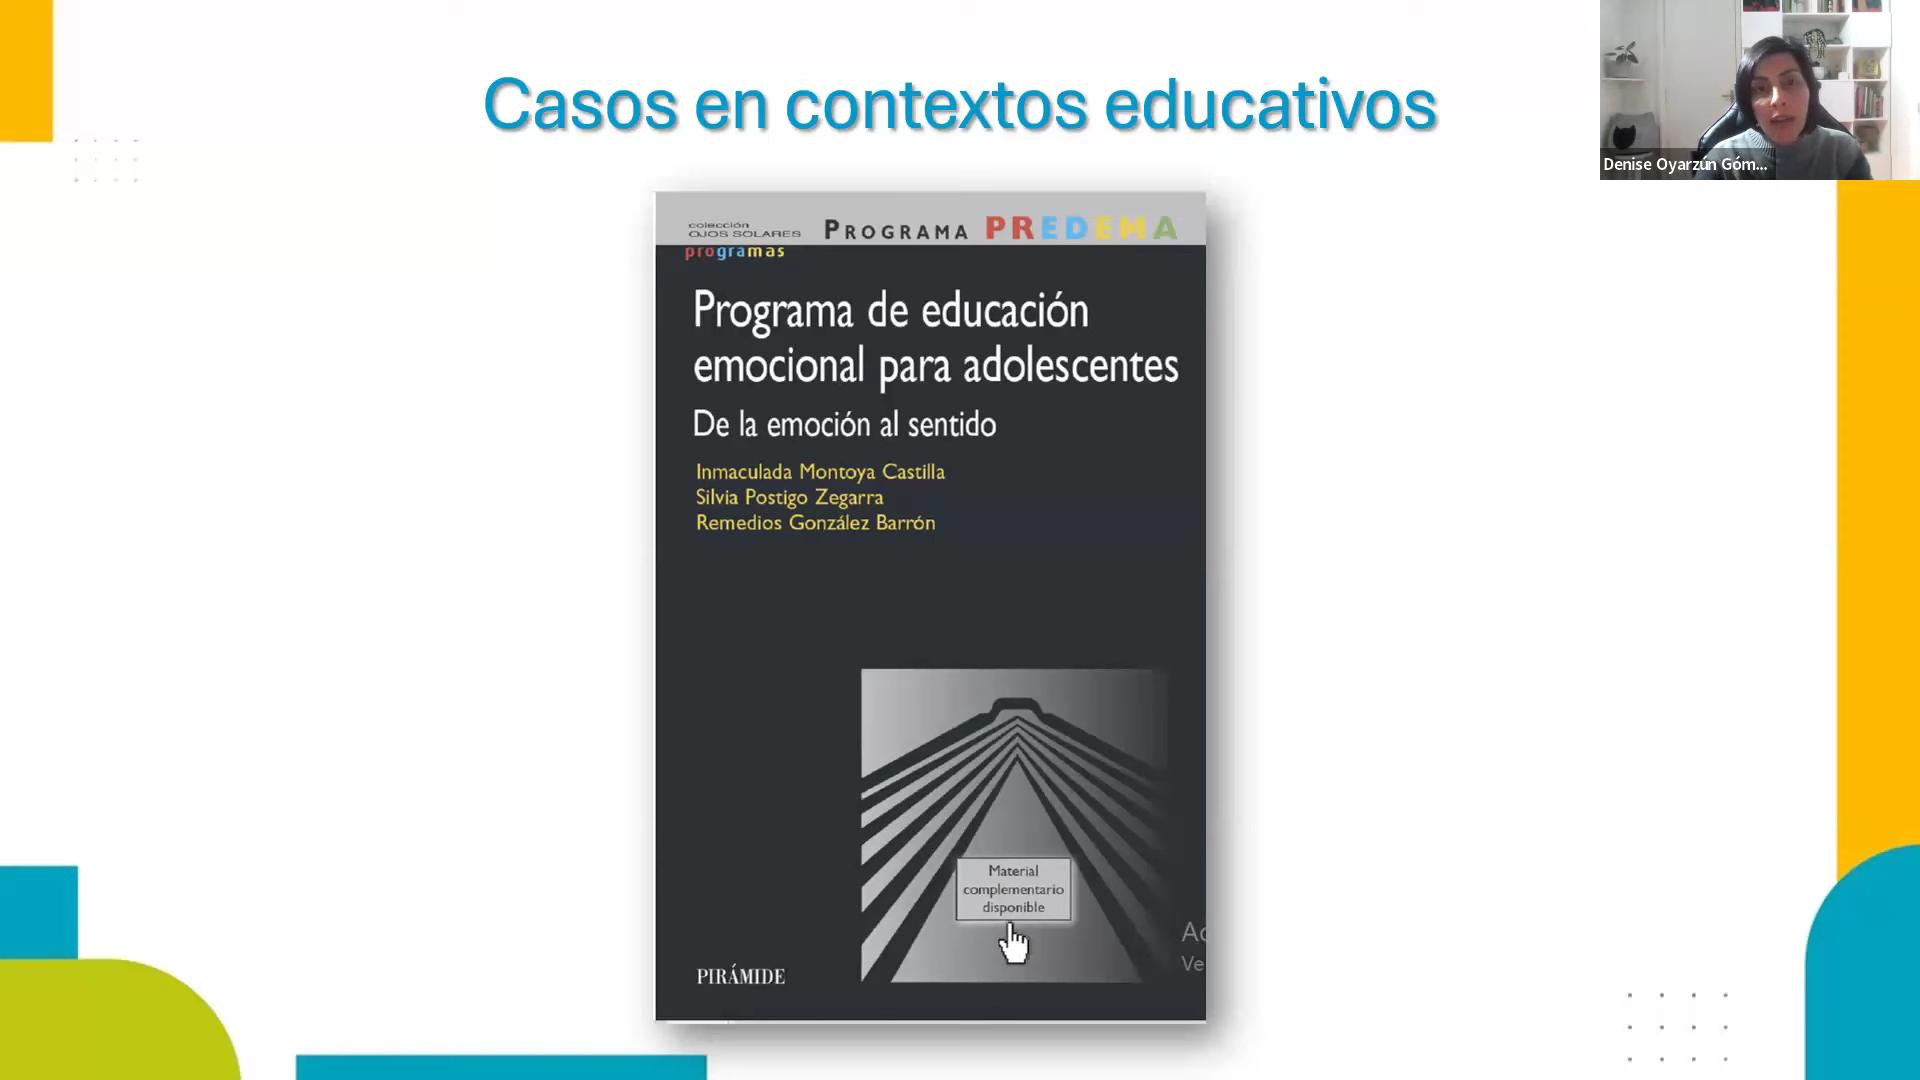 Casos en contextos educativos
Denise Oyarzún Góm...
colección
OJOS SOLARES
PROGRAMA PREDEMA
programas
Programa de educación
emocional para adolescentes
De la emoción al sentido
Inmaculada Montoya Castilla
Silvia Postigo Zegarra
Remedios González Barrón
Material
complementario
disponible
Ac
Ve
PIRÁMIDE